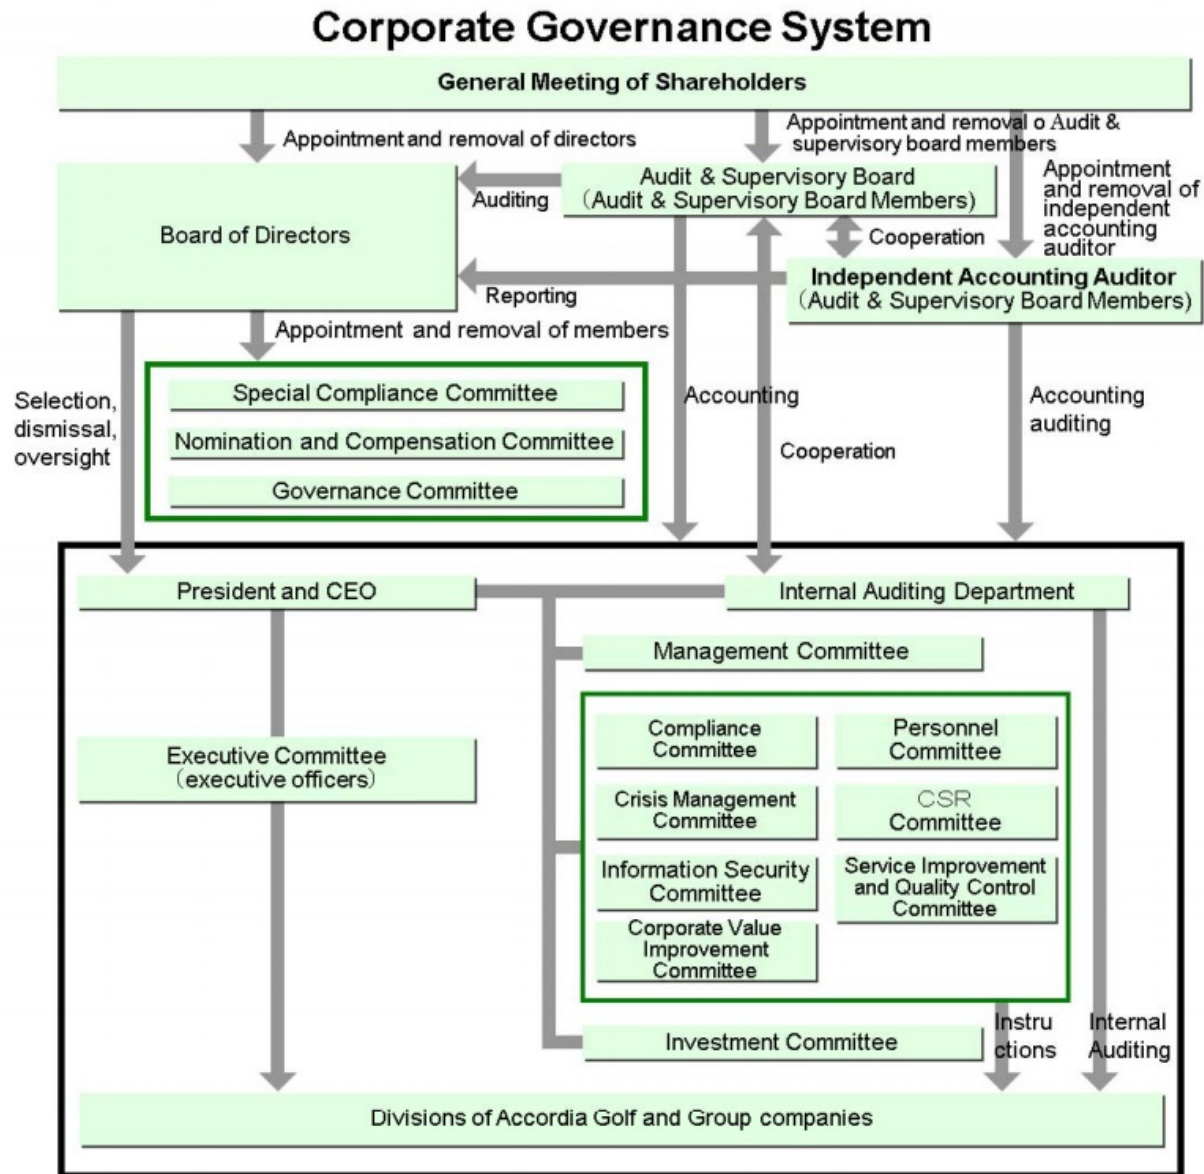 Corporate Governance System
General Meeting of Shareholders
Appointment and removal of directors
Appointment and removal o Audit &
supervisory board members
Appointment
and removal of
independent
accounting
auditor
Board of Directors
Auditing
Audit & Supervisory Board
(Audit & Supervisory Board Members)
Cooperation
Reporting
Independent Accounting Auditor
(Audit & Supervisory Board Members)
Appointment and removal of members
Selection,
dismissal,
oversight
Special Compliance Committee
Nomination and Compensation Committee
Governance Committee
Accounting
Cooperation
Accounting
auditing
President and CEO
Internal Auditing Department
Management Committee
Executive Committee
(executive officers)
Compliance
Committee
Personnel
Committee
Crisis Management
Committee
CSR
Committee
Information Security
Committee
Service Improvement
and Quality Control
Committee
Corporate Value
Improvement
Committee
Investment Committee
Instru
ctions
Internal
Auditing
Divisions of Accordia Golf and Group companies